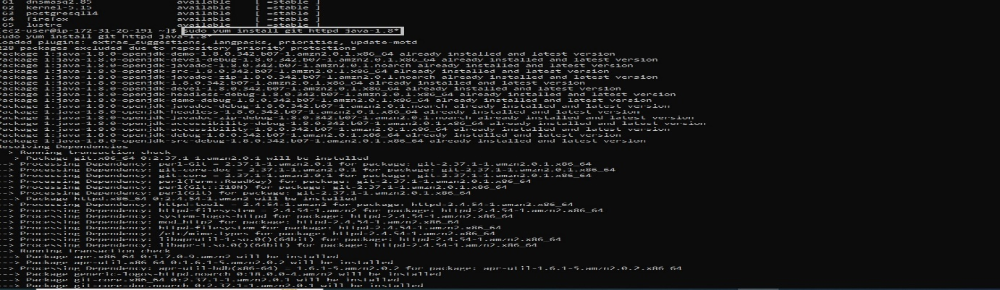 61 dnsmasq2.85 available [ =stable ]
62 kernel-5.15 available [ =stable ]
63 postgresql14 available [ =stable ]
64 firefox available [ =stable ]
65 lustre available [ =stable ]
[ec2-user@ip-172-31-26-191 ~]$ sudo yum install git httpd java-1.8*
sudo yum install git httpd java-1.8*
Loaded plugins: extras_suggestions, langpacks, priorities, update-motd
228 packages excluded due to repository priority protections
Package 1:java-1.8.0-openjdk-demo-1.8.0.342.b07-1.amzn2.0.1.x86_64 already installed and latest version
Package 1:java-1.8.0-openjdk-devel-debug-1.8.0.342.b07-1.amzn2.0.1.x86_64 already installed and latest version
Package 1:java-1.8.0-openjdk-javadoc-1.8.0.342.b07-1.amzn2.0.1.noarch already installed and latest version
Package 1:java-1.8.0-openjdk-src-1.8.0.342.b07-1.amzn2.0.1.x86_64 already installed and latest version
Package 1:java-1.8.0-openjdk-javadoc-zip-1.8.0.342.b07-1.amzn2.0.1.noarch already installed and latest version
Package 1:java-1.8.0-openjdk-1.8.0.342.b07-1.amzn2.0.1.x86_64 already installed and latest version
Package 1:java-1.8.0-openjdk-devel-1.8.0.342.b07-1.amzn2.0.1.x86_64 already installed and latest version
Package 1:java-1.8.0-openjdk-headless-debug-1.8.0.342.b07-1.amzn2.0.1.x86_64 already installed and latest version
Package 1:java-1.8.0-openjdk-demo-debug-1.8.0.342.b07-1.amzn2.0.1.x86_64 already installed and latest version
Package 1:java-1.8.0-openjdk-javadoc-debug-1.8.0.342.b07-1.amzn2.0.1.noarch already installed and latest version
Package 1:java-1.8.0-openjdk-headless-1.8.0.342.b07-1.amzn2.0.1.x86_64 already installed and latest version
Package 1:java-1.8.0-openjdk-javadoc-zip-debug-1.8.0.342.b07-1.amzn2.0.1.noarch already installed and latest version
Package 1:java-1.8.0-openjdk-accessibility-debug-1.8.0.342.b07-1.amzn2.0.1.x86_64 already installed and latest version
Package 1:java-1.8.0-openjdk-accessibility-1.8.0.342.b07-1.amzn2.0.1.x86_64 already installed and latest version
Package 1:java-1.8.0-openjdk-debug-1.8.0.342.b07-1.amzn2.0.1.x86_64 already installed and latest version
Package 1:java-1.8.0-openjdk-src-debug-1.8.0.342.b07-1.amzn2.0.1.x86_64 already installed and latest version
Resolving Dependencies
--> Running transaction check
---> Package git.x86_64 0:2.37.1-1.amzn2.0.1 will be installed
--> Processing Dependency: perl-Git = 2.37.1-1.amzn2.0.1 for package: git-2.37.1-1.amzn2.0.1.x86_64
--> Processing Dependency: git-core-doc = 2.37.1-1.amzn2.0.1 for package: git-2.37.1-1.amzn2.0.1.x86_64
--> Processing Dependency: git-core = 2.37.1-1.amzn2.0.1 for package: git-2.37.1-1.amzn2.0.1.x86_64
--> Processing Dependency: perl(Term::ReadKey) for package: git-2.37.1-1.amzn2.0.1.x86_64
--> Processing Dependency: perl(Git::I18N) for package: git-2.37.1-1.amzn2.0.1.x86_64
--> Processing Dependency: perl(Git) for package: git-2.37.1-1.amzn2.0.1.x86_64
---> Package httpd.x86_64 0:2.4.54-1.amzn2 will be installed
--> Processing Dependency: httpd-tools = 2.4.54-1.amzn2 for package: httpd-2.4.54-1.amzn2.x86_64
--> Processing Dependency: httpd-filesystem = 2.4.54-1.amzn2 for package: httpd-2.4.54-1.amzn2.x86_64
--> Processing Dependency: system-logos-httpd for package: httpd-2.4.54-1.amzn2.x86_64
--> Processing Dependency: mod_http2 for package: httpd-2.4.54-1.amzn2.x86_64
--> Processing Dependency: httpd-filesystem for package: httpd-2.4.54-1.amzn2.x86_64
--> Processing Dependency: /etc/mime.types for package: httpd-2.4.54-1.amzn2.x86_64
--> Processing Dependency: libaprutil-1.so.0()(64bit) for package: httpd-2.4.54-1.amzn2.x86_64
--> Processing Dependency: libapr-1.so.0()(64bit) for package: httpd-2.4.54-1.amzn2.x86_64
--> Running transaction check
---> Package apr.x86_64 0:1.7.0-9.amzn2 will be installed
---> Package apr-util.x86_64 0:1.6.1-5.amzn2.0.2 will be installed
--> Processing Dependency: apr-util-bdb(x86-64) = 1.6.1-5.amzn2.0.2 for package: apr-util-1.6.1-5.amzn2.0.2.x86_64
---> Package generic-logos-httpd.noarch 0:18.0.0-4.amzn2 will be installed
---> Package git-core.x86_64 0:2.37.1-1.amzn2.0.1 will be installed
---> Package git-core-doc.noarch 0:2.37.1-1.amzn2.0.1 will be installed